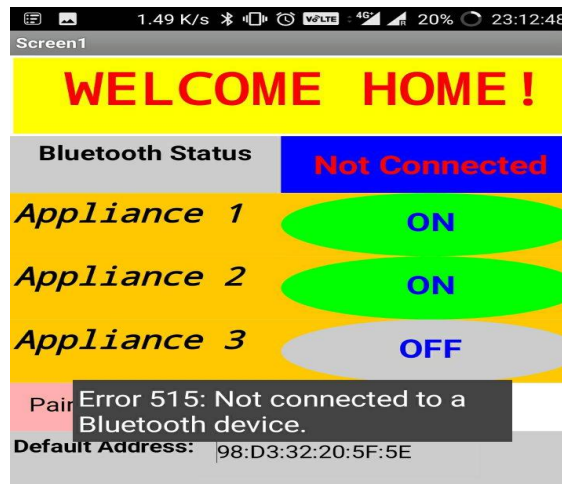 1.49 K/s VoLTE 4G 20% 23:12:48
Screen1
WELCOME HOME!
Bluetooth Status Not Connected
Appliance 1 ON
Appliance 2 ON
Appliance 3 OFF
Pair
Error 515: Not connected to a
Bluetooth device.
Default Address: 98:D3:32:20:5F:5E